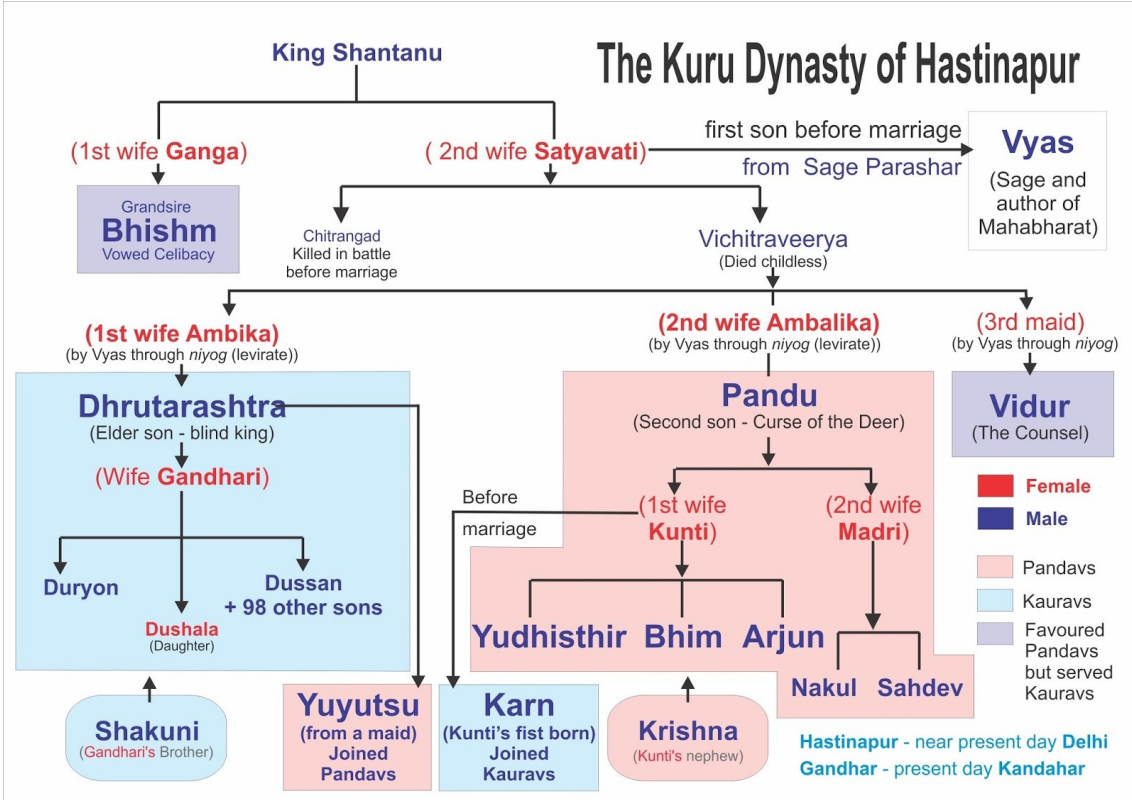 King Shantanu
The Kuru Dynasty of Hastinapur
(1st wife Ganga)
( 2nd wife Satyavati)
first son before marriage
from Sage Parashar
Vyas
(Sage and
author of
Mahabharat)
Grandsire
Bhishm
Vowed Celibacy
Chitrangad
Killed in battle
before marriage
Vichitraveerya
(Died childless)
(1st wife Ambika)
(by Vyas through niyog (levirate))
(2nd wife Ambalika)
(by Vyas through niyog (levirate))
(3rd maid)
(by Vyas through niyog)
Dhrutarashtra
(Elder son - blind king)
(Wife Gandhari)
Duryon
Dussan
+ 98 other sons
Dushala
(Daughter)
Pandu
(Second son - Curse of the Deer)
Before
marriage
(1st wife
Kunti)
(2nd wife
Madri)
Yudhisthir
Bhim
Arjun
Nakul
Sahdev
Vidur
(The Counsel)
Female
Male
Pandavs
Kauravs
Favoured
Pandavs
but served
Kauravs
Shakuni
(Gandhari's Brother)
Yuyutsu
(from a maid)
Joined
Pandavs
Karn
(Kunti's fist born)
Joined
Kauravs
Krishna
(Kunti's nephew)
Hastinapur - near present day Delhi
Gandhar - present day Kandahar